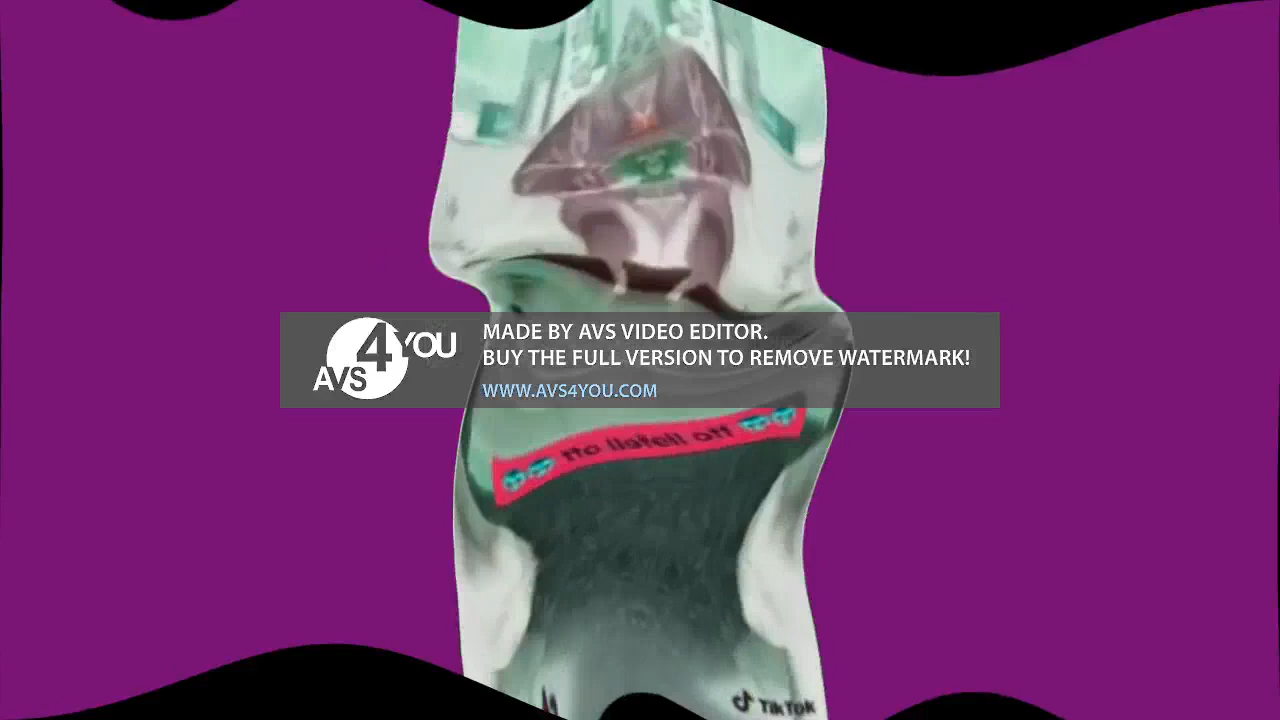 AVS4YOU
MADE BY AVS VIDEO EDITOR.
BUY THE FULL VERSION TO REMOVE WATERMARK!
WWW.AVS4YOU.COM
TikTok